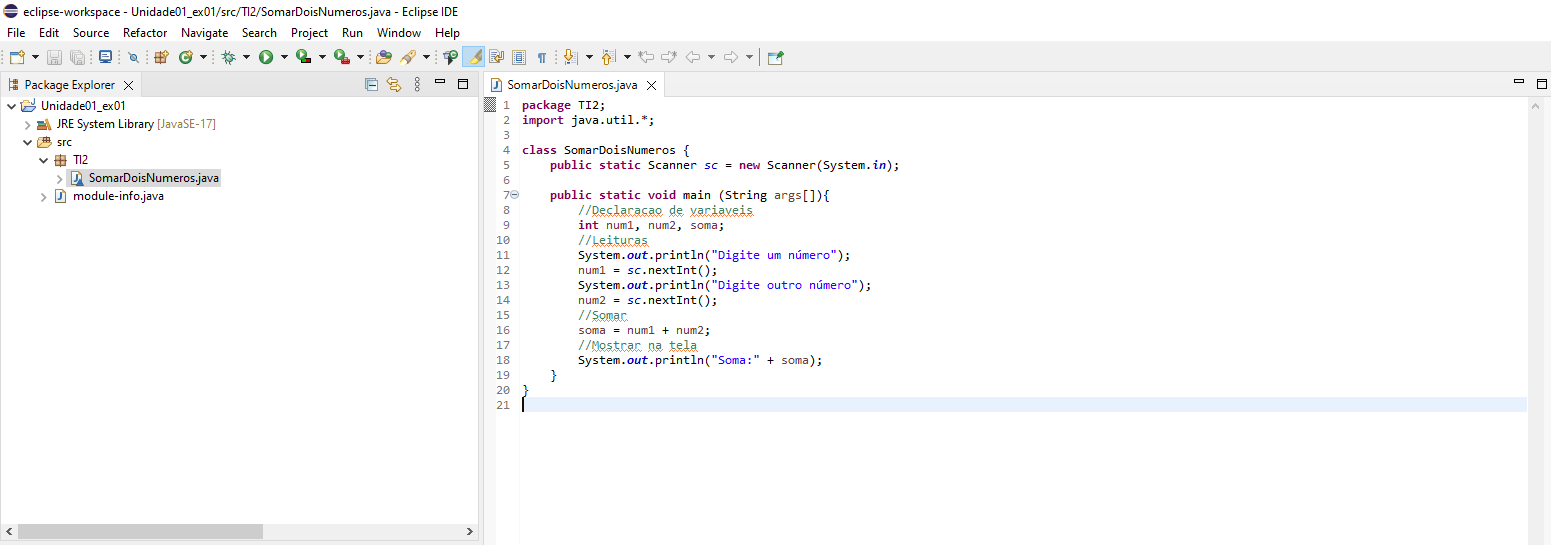 eclipse-workspace - Unidade01_ex01/src/TI2/SomarDoisNumeros.java - Eclipse IDE
File Edit Source Refactor Navigate Search Project Run Window Help
Package Explorer
Unidade01_ex01
JRE System Library [JavaSE-17]
src
TI2
SomarDoisNumeros.java
module-info.java
SomarDoisNumeros.java
1 package TI2;
2 import java.util.*;
3
4 class SomarDoisNumeros {
5     public static Scanner sc = new Scanner(System.in);
6
7     public static void main (String args[]){
8         //Declaracao de variaveis
9         int num1, num2, soma;
10         //Leituras
11         System.out.println("Digite um número");
12         num1 = sc.nextInt();
13         System.out.println("Digite outro número");
14         num2 = sc.nextInt();
15         //Somar
16         soma = num1 + num2;
17         //Mostrar na tela
18         System.out.println("Soma:" + soma);
19     }
20 }
21